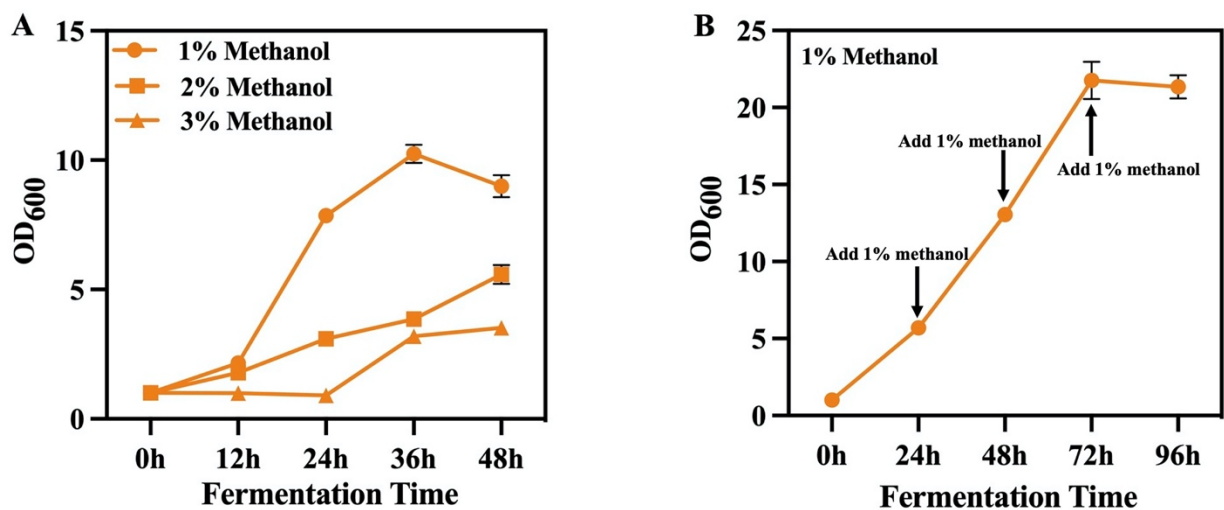 A
15
10
5
0
OD600
1% Methanol
2% Methanol
3% Methanol
0h 12h 24h 36h 48h
Fermentation Time
B
25
20
15
10
5
0
OD600
1% Methanol
Add 1% methanol
Add 1% methanol
Add 1% methanol
0h 24h 48h 72h 96h
Fermentation Time